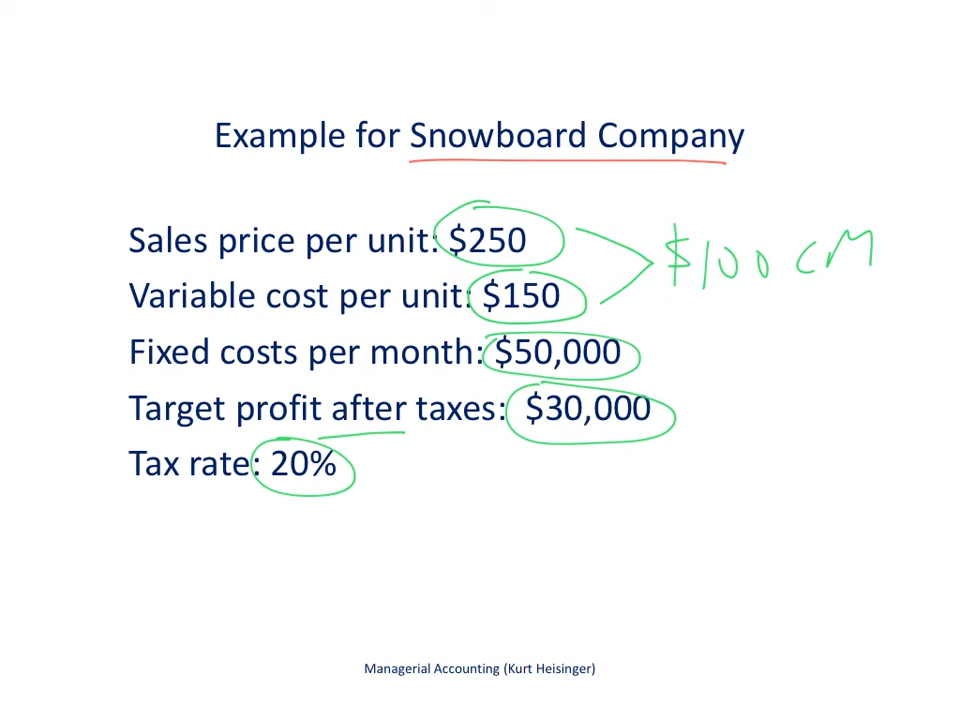 Example for Snowboard Company
Sales price per unit: $250
$100 CM
Variable cost per unit: $150
Fixed costs per month: $50,000
Target profit after taxes: $30,000
Tax rate: 20%
Managerial Accounting (Kurt Heisinger)